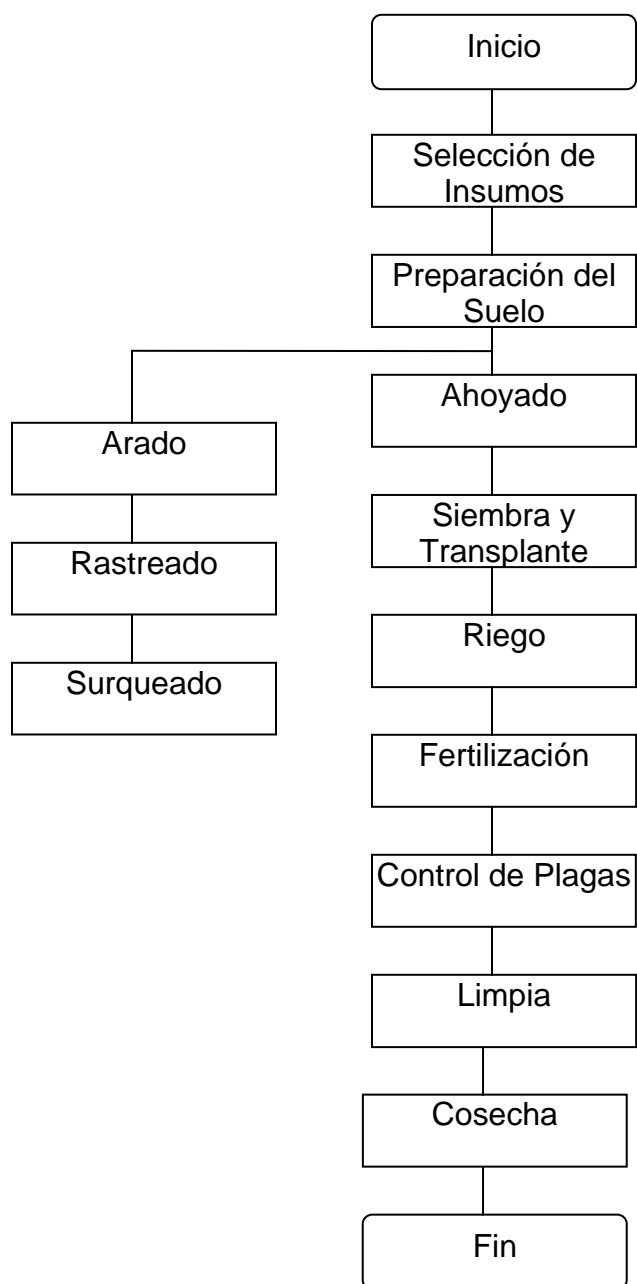 Inicio
Selección de
Insumos
Preparación del
Suelo
Ahoyado
Arado
Siembra y
Transplante
Rastreado
Riego
Surqueado
Fertilización
Control de Plagas
Limpia
Cosecha
Fin